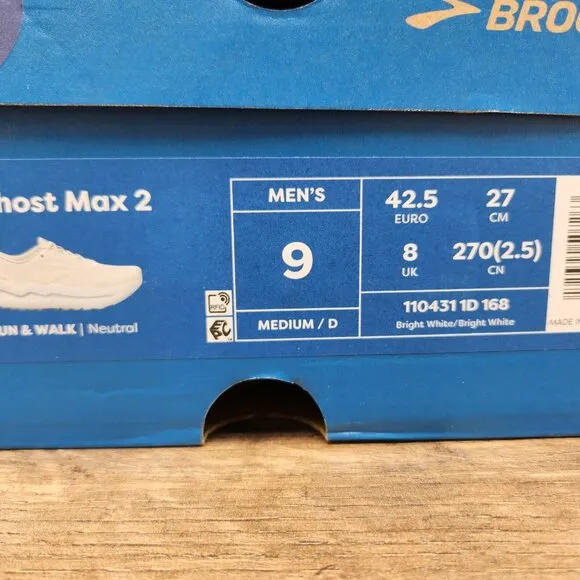 BROO
host Max 2
UN & WALK | Neutral
RFID
MEN'S
9
MEDIUM / D
42.5
EURO
27
CM
8
UK
270(2.5)
CN
110431 1D 168
Bright White/Bright White
MADE IN